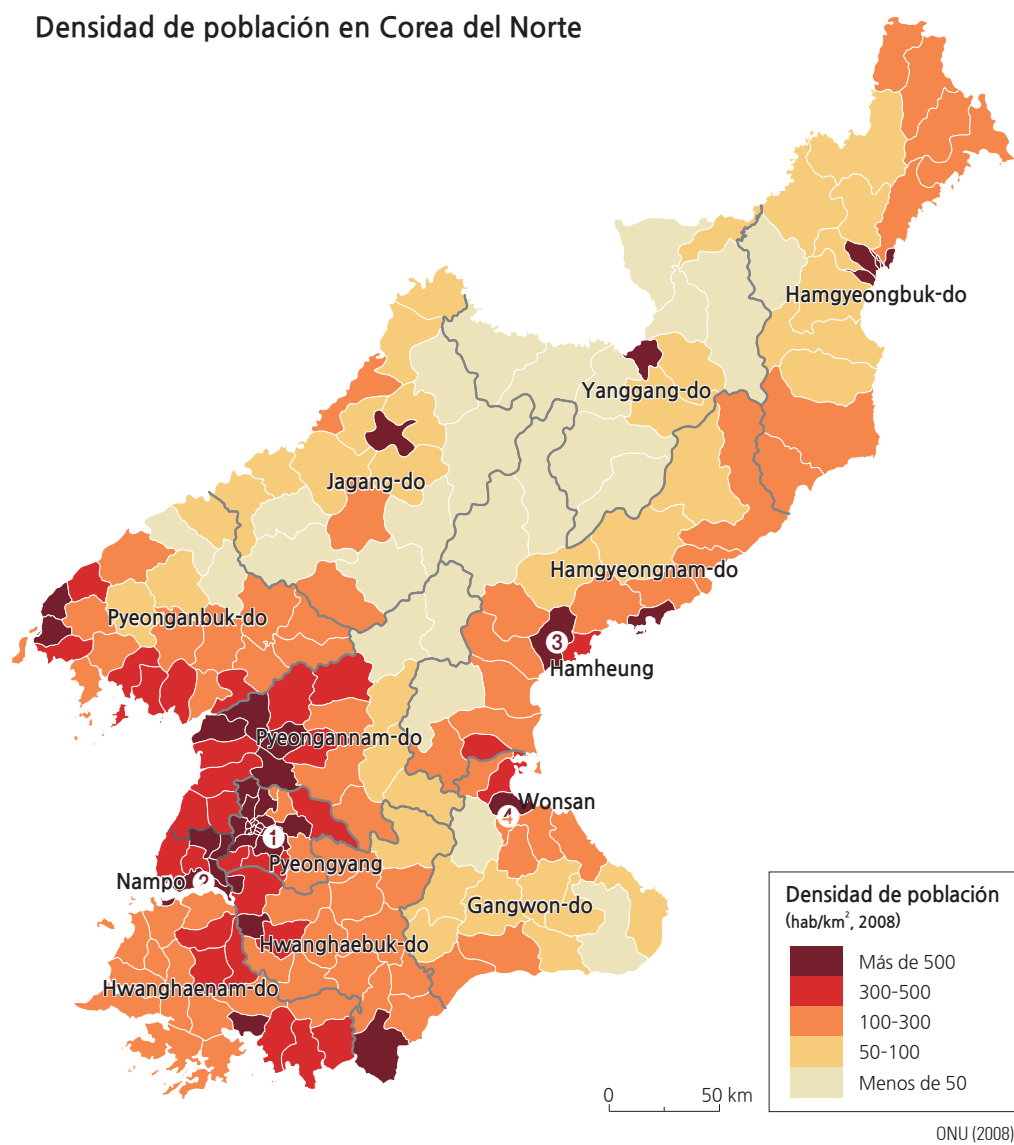 Densidad de población en Corea del Norte
Hamgyeongbuk-do
Yanggang-do
Jagang-do
Hamgyeongnam-do
Pyeonganbuk-do
3
Hamheung
Pyeongannam-do
Wonsan
4
1
Pyeongyang
Nampo
2
Gangwon-do
Hwanghaebuk-do
Hwanghaenam-do
Densidad de población
(hab/km², 2008)
Más de 500
300-500
100-300
50-100
Menos de 50
0 50 km
ONU (2008)